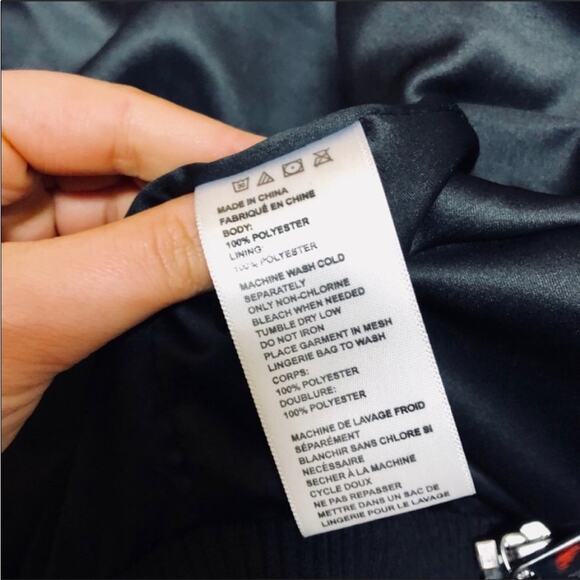 MADE IN CHINA
FABRIQUÉ EN CHINE
BODY:
100% POLYESTER
LINING:
100% POLYESTER
MACHINE WASH COLD
SEPARATELY
ONLY NON-CHLORINE
BLEACH WHEN NEEDED
TUMBLE DRY LOW
DO NOT IRON
PLACE GARMENT IN MESH
LINGERIE BAG TO WASH
CORPS:
100% POLYESTER
DOUBLURE:
100% POLYESTER
MACHINE DE LAVAGE FROID
SÉPARÉMENT
BLANCHIR SANS CHLORE SI
NÉCESSAIRE
SECHER À LA MACHINE
CYCLE DOUX
NE PAS REPASSER
METTRE DANS UN SAC DE
LINGERIE POUR LE LAVAGE